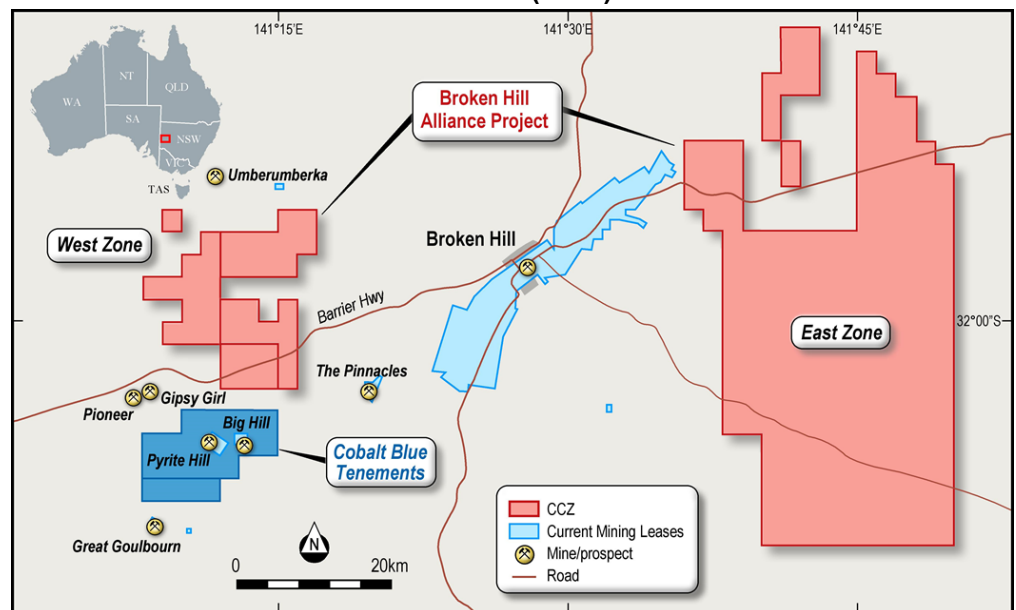 141°15'E
141°30'E
141°45'E
WA
NT
QLD
SA
NSW
VIC
TAS
Broken Hill
Alliance Project
Umberumberka
West Zone
Broken Hill
Barrier Hwy
32°00"S
East Zone
The Pinnacles
Gipsy Girl
Pioneer
Big Hill
Pyrite Hill
Cobalt Blue
Tenements
Great Goulbourn
N
0
20km
CCZ
Current Mining Leases
Mine/prospect
Road